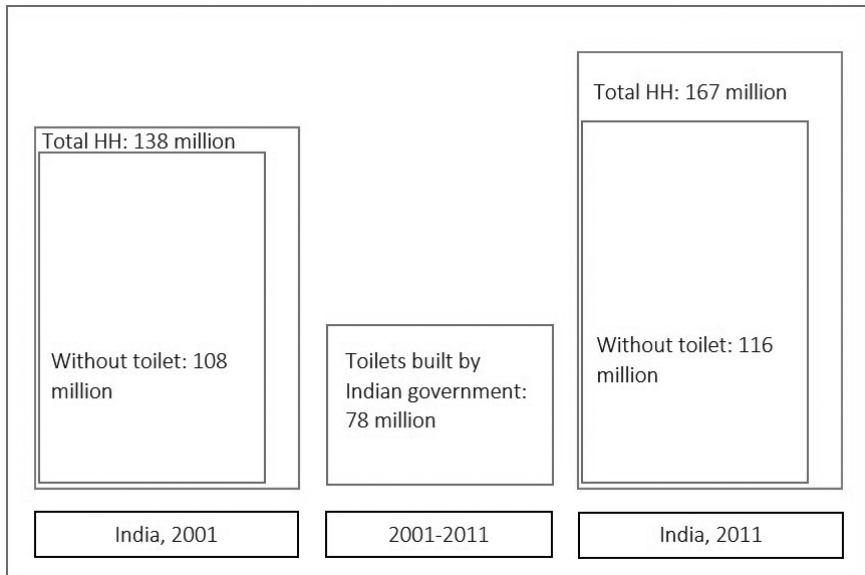 Total HH: 138 million
Without toilet: 108
million
India, 2001
Toilets built by
Indian government:
78 million
2001-2011
Total HH: 167 million
Without toilet: 116
million
India, 2011